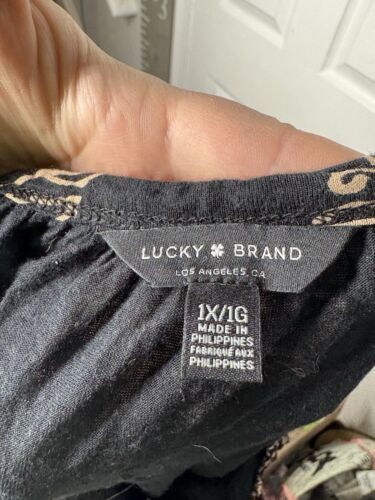 LUCKY BRAND
LOS ANGELES, CA
1X/1G
MADE IN
PHILIPPINES
FABRIQUÉ AUX
PHILIPPINES